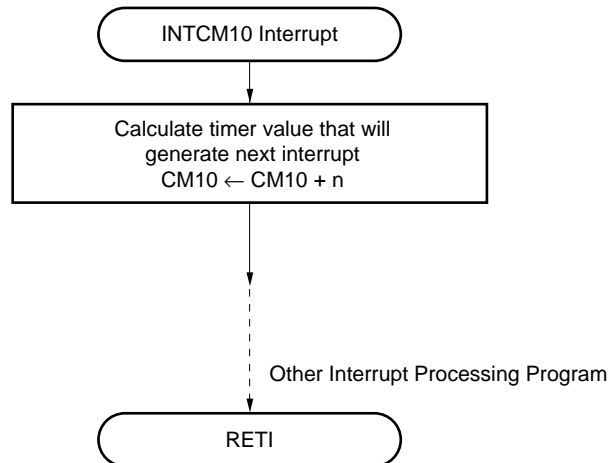 INTCM10 Interrupt
Calculate timer value that will
generate next interrupt
CM10 ← CM10 + n
Other Interrupt Processing Program
RETI